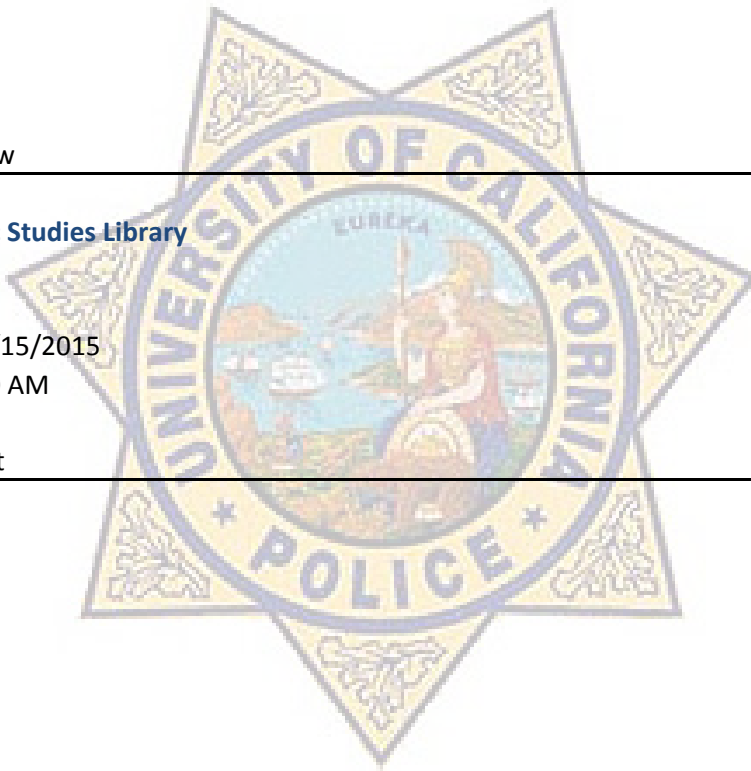 w
Studies Library
15/2015
AM
t
UNIVERSITY OF CALIFORNIA
EUREKA
* POLICE *